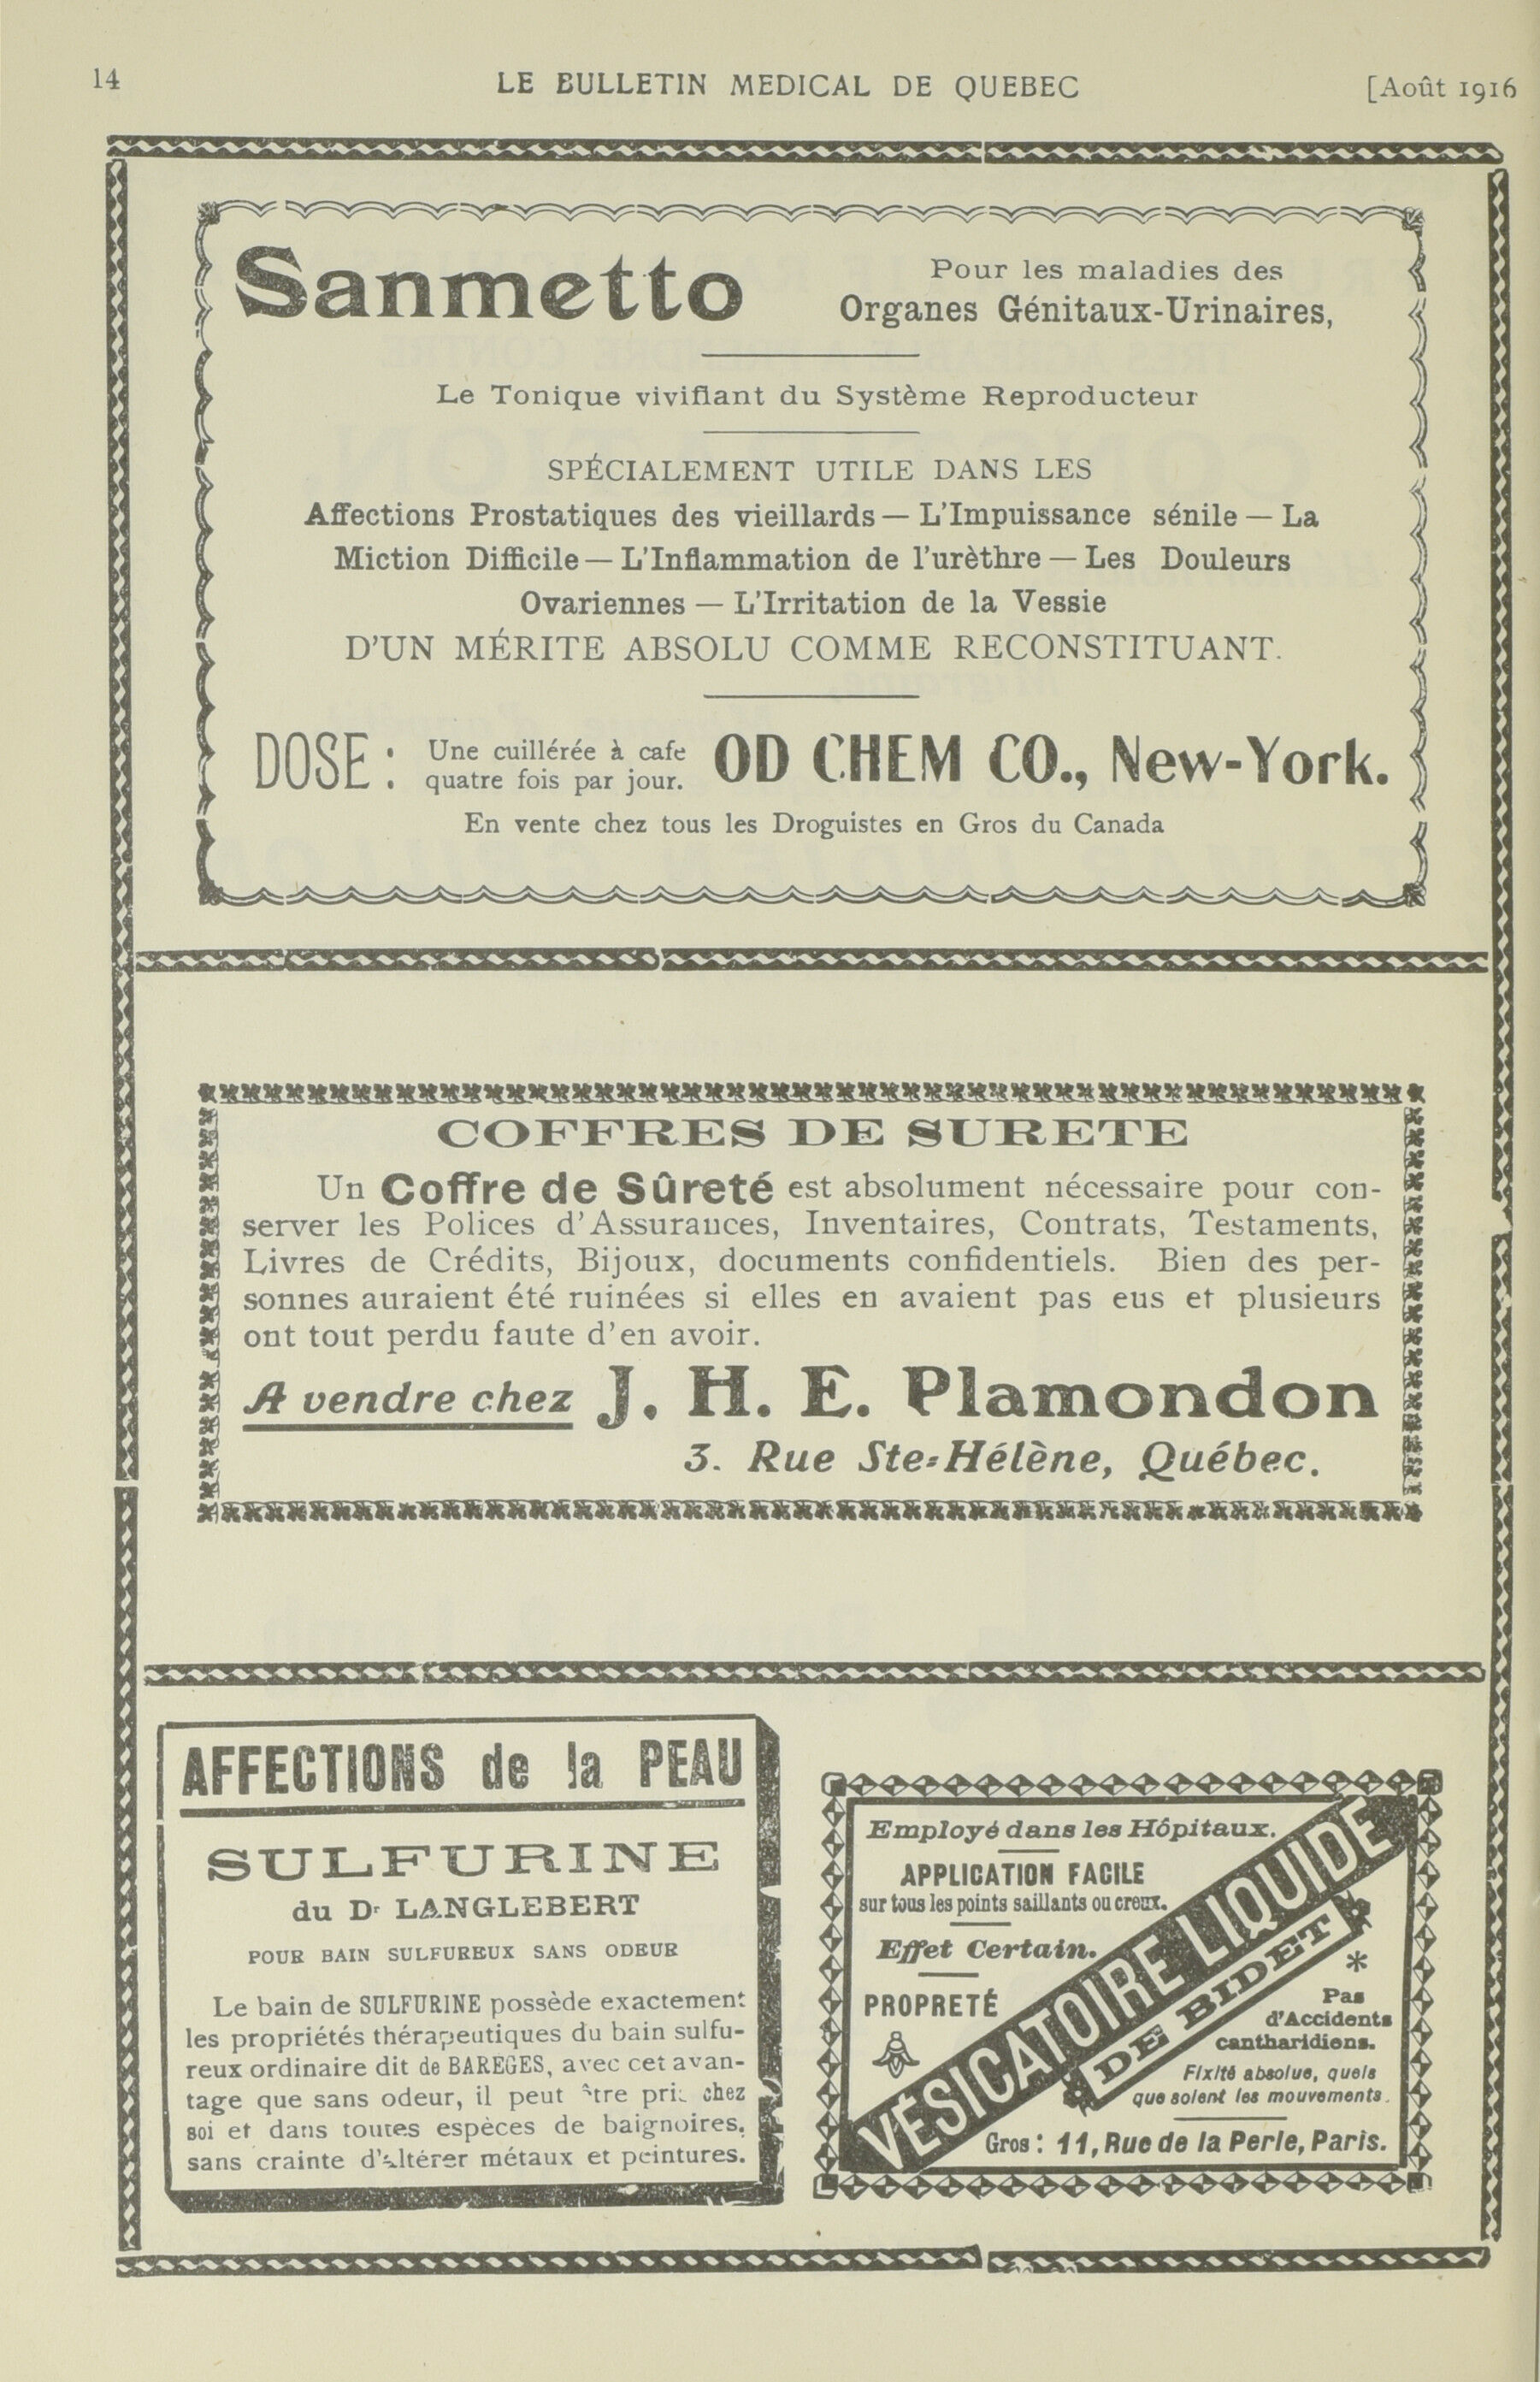 14
LE BULLETIN MEDICAL DE QUEBEC
[Août 1916
Sanmetto
Pour les maladies des
Organes Génitaux-Urinaires,
Le Tonique vivifiant du Système Reproducteur
SPÉCIALEMENT UTILE DANS LES
Affections Prostatiques des vieillards — L'Impuissance sénile — La
Miction Difficile — L'Inflammation de l'urèthre — Les Douleurs
Ovariennes — L'Irritation de la Vessie
D'UN MÉRITE ABSOLU COMME RECONSTITUANT.
DOSE :
Une cuillérée à cafe
quatre fois par jour.
OD CHEM CO., New-York.
En vente chez tous les Droguistes en Gros du Canada
COFFRES DE SURETE
Un Coffre de Sûreté est absolument nécessaire pour con-
server les Polices d'Assurances, Inventaires, Contrats, Testaments,
Livres de Crédits, Bijoux, documents confidentiels. Bien des per-
sonnes auraient été ruinées si elles en avaient pas eus et plusieurs
ont tout perdu faute d'en avoir.
A vendre chez J. H. E. Plamondon
3. Rue Ste-Hélène, Québec.
AFFECTIONS de la PEAU
SULFURINE
du Dr LANGLEBERT
POUR BAIN SULFUREUX SANS ODEUR
Le bain de SULFURINE possède exactement
les propriétés thérapeutiques du bain sulfu-
reux ordinaire dit de BAREGES, avec cet avan-
tage que sans odeur, il peut être pris chez
soi et dans toutes espèces de baignoires,
sans crainte d'altérer métaux et peintures.
Employé dans les Hôpitaux.
APPLICATION FACILE
sur tous les points saillants ou creux.
Effet Certain.
PROPRETÉ
VÉSICATOIRE LIQUIDE
DE BIDET
*
Pas
d'Accidents
cantharidiens.
Fixité absolue, quels
que soient les mouvements.
Gros : 11, Rue de la Perle, Paris.